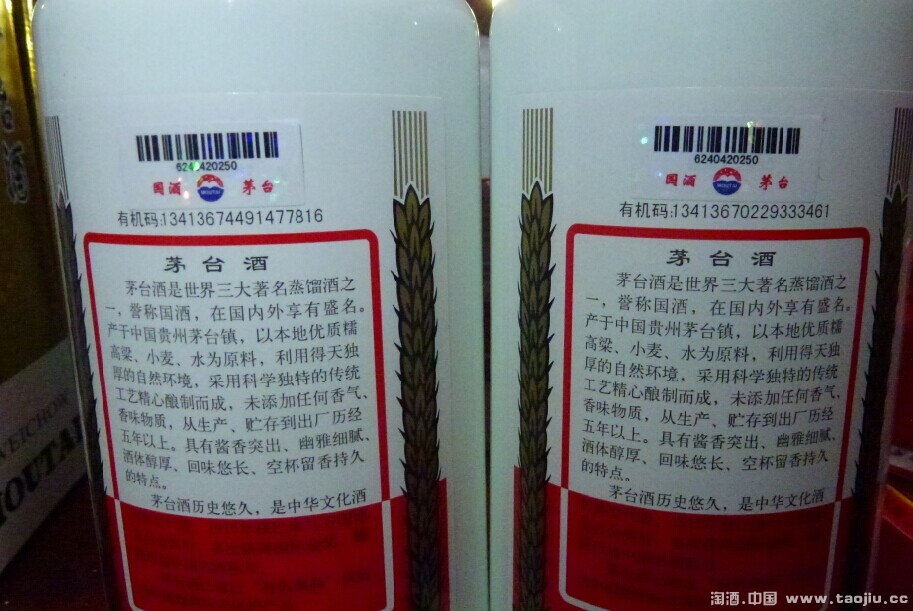 6240420250
国酒
MOUTAI
茅台
有机码:13413674491477816
茅台酒
茅台酒是世界三大著名蒸馏酒之
一，誉称国酒，在国内外享有盛名。
产于中国贵州茅台镇，以本地优质糯
高粱、小麦、水为原料，利用得天独
厚的自然环境，采用科学独特的传统
工艺精心酿制而成，未添加任何香气、
香味物质，从生产、贮存到出厂历经
五年以上。具有酱香突出、幽雅细腻、
酒体醇厚、回味悠长、空杯留香持久
的特点。
茅台酒历史悠久，是中华文化酒
6240420250
国酒
MOUTAI
茅台
有机码:13413670229333461
茅台酒
茅台酒是世界三大著名蒸馏酒之
一，誉称国酒，在国内外享有盛名。
产于中国贵州茅台镇，以本地优质糯
高粱、小麦、水为原料，利用得天独
厚的自然环境，采用科学独特的传统
工艺精心酿制而成，未添加任何香气、
香味物质，从生产、贮存到出厂历经
五年以上。具有酱香突出、幽雅细腻、
酒体醇厚、回味悠长、空杯留香持久
的特点。
茅台酒历史悠久，是中华文化酒
淘酒.中国 www.taojiu.cc